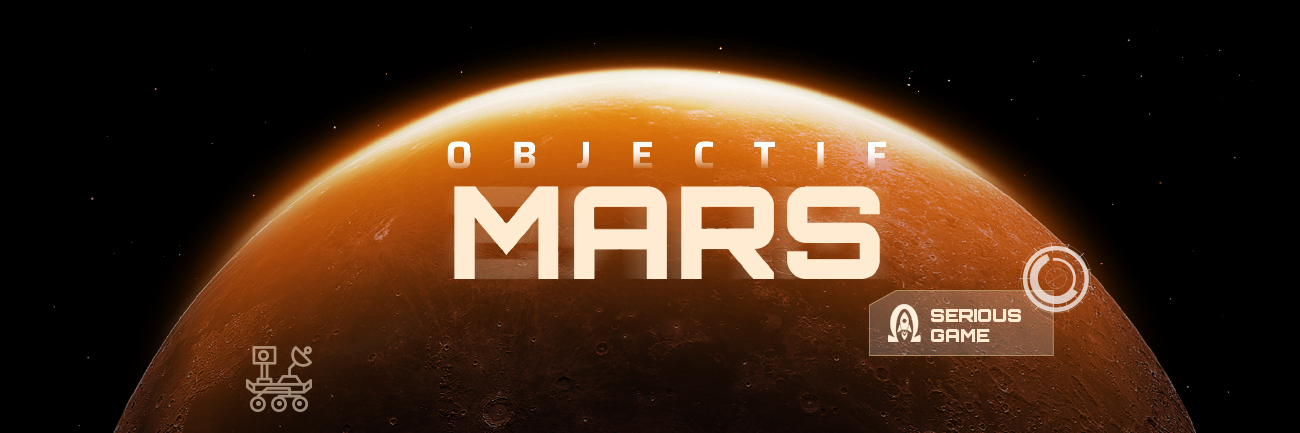 OBJECTIF
MARS
SERIOUS
GAME